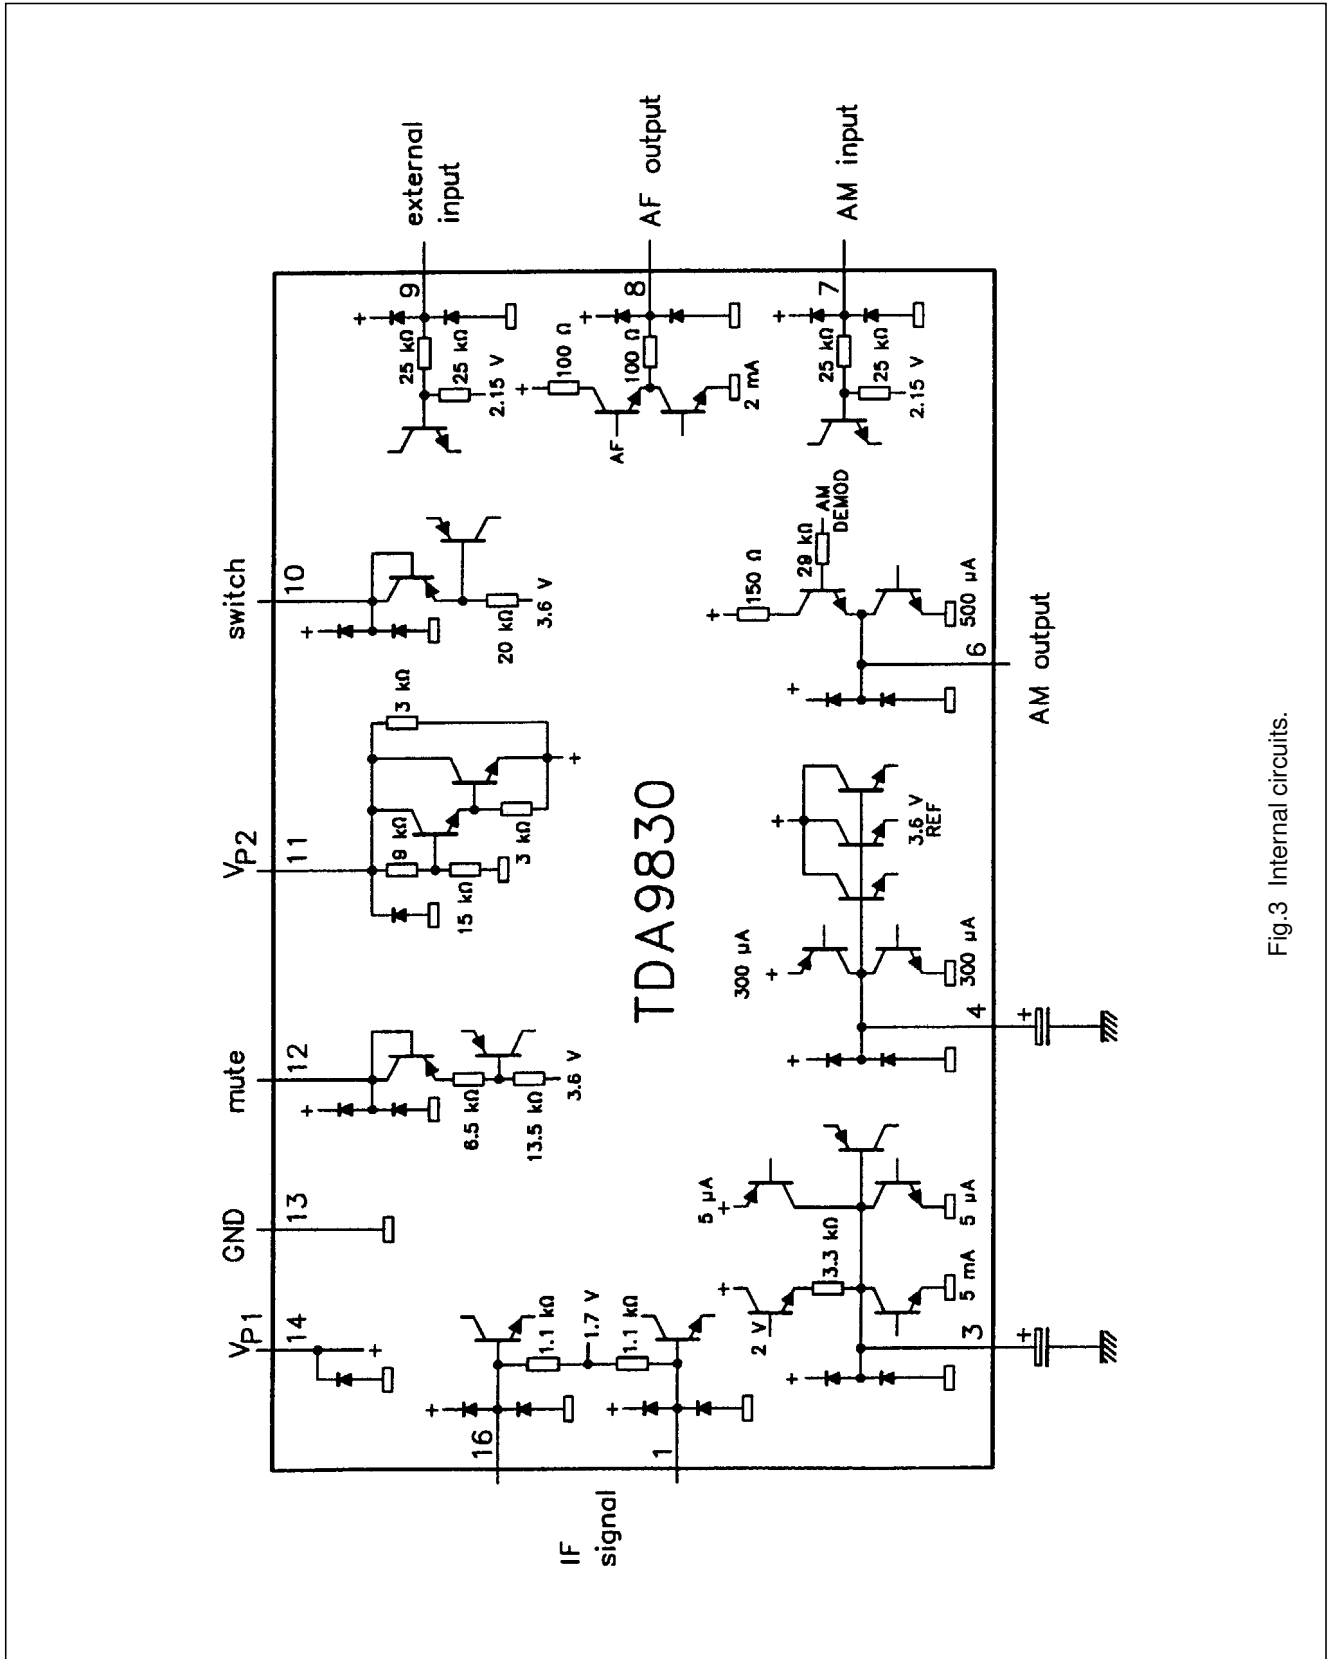 IF
signal
16
1
1.1 kΩ
1.7 V
1.1 kΩ
VP1
14
GND
13
mute
12
6.5 kΩ
13.5 kΩ
3.6 V
VP2
11
9 kΩ
15 kΩ
3 kΩ
3 kΩ
switch
10
20 kΩ
3.6 V
TDA9830
external
input
9
25 kΩ
25 kΩ
2.15 V
AF output
8
100 Ω
100 Ω
AF
2 mA
AM input
7
25 kΩ
25 kΩ
2.15 V
2 V
3.3 kΩ
5 µA
5 mA
5 µA
3
300 µA
300 µA
4
3.6 V
REF
150 Ω
29 kΩ
AM
DEMOD
500 µA
6
AM output
Fig.3 Internal circuits.